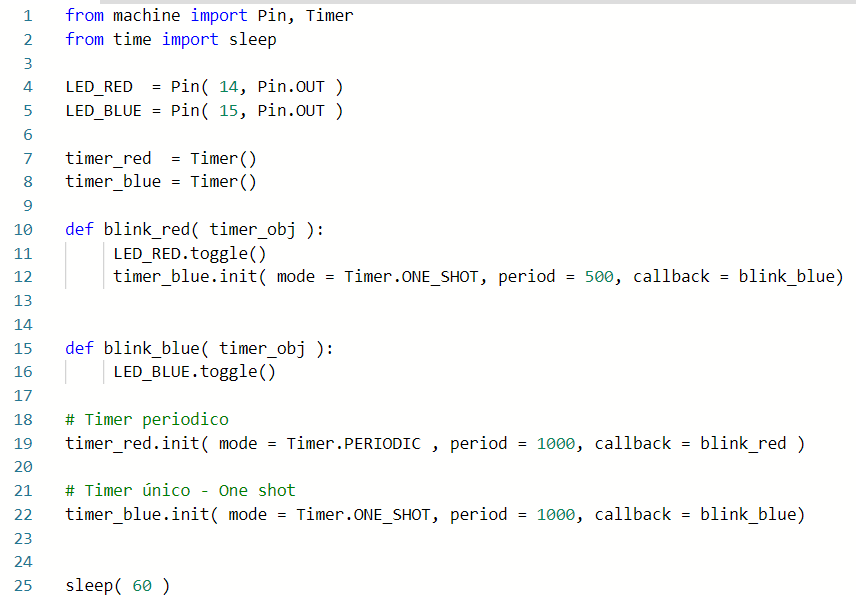 1 from machine import Pin, Timer
2 from time import sleep
3
4 LED_RED  = Pin( 14, Pin.OUT )
5 LED_BLUE = Pin( 15, Pin.OUT )
6
7 timer_red  = Timer()
8 timer_blue = Timer()
9
10 def blink_red( timer_obj ):
11      LED_RED.toggle()
12      timer_blue.init( mode = Timer.ONE_SHOT, period = 500, callback = blink_blue)
13
14
15 def blink_blue( timer_obj ):
16      LED_BLUE.toggle()
17
18 # Timer periodico
19 timer_red.init( mode = Timer.PERIODIC , period = 1000, callback = blink_red )
20
21 # Timer único - One shot
22 timer_blue.init( mode = Timer.ONE_SHOT, period = 1000, callback = blink_blue)
23
24
25 sleep( 60 )